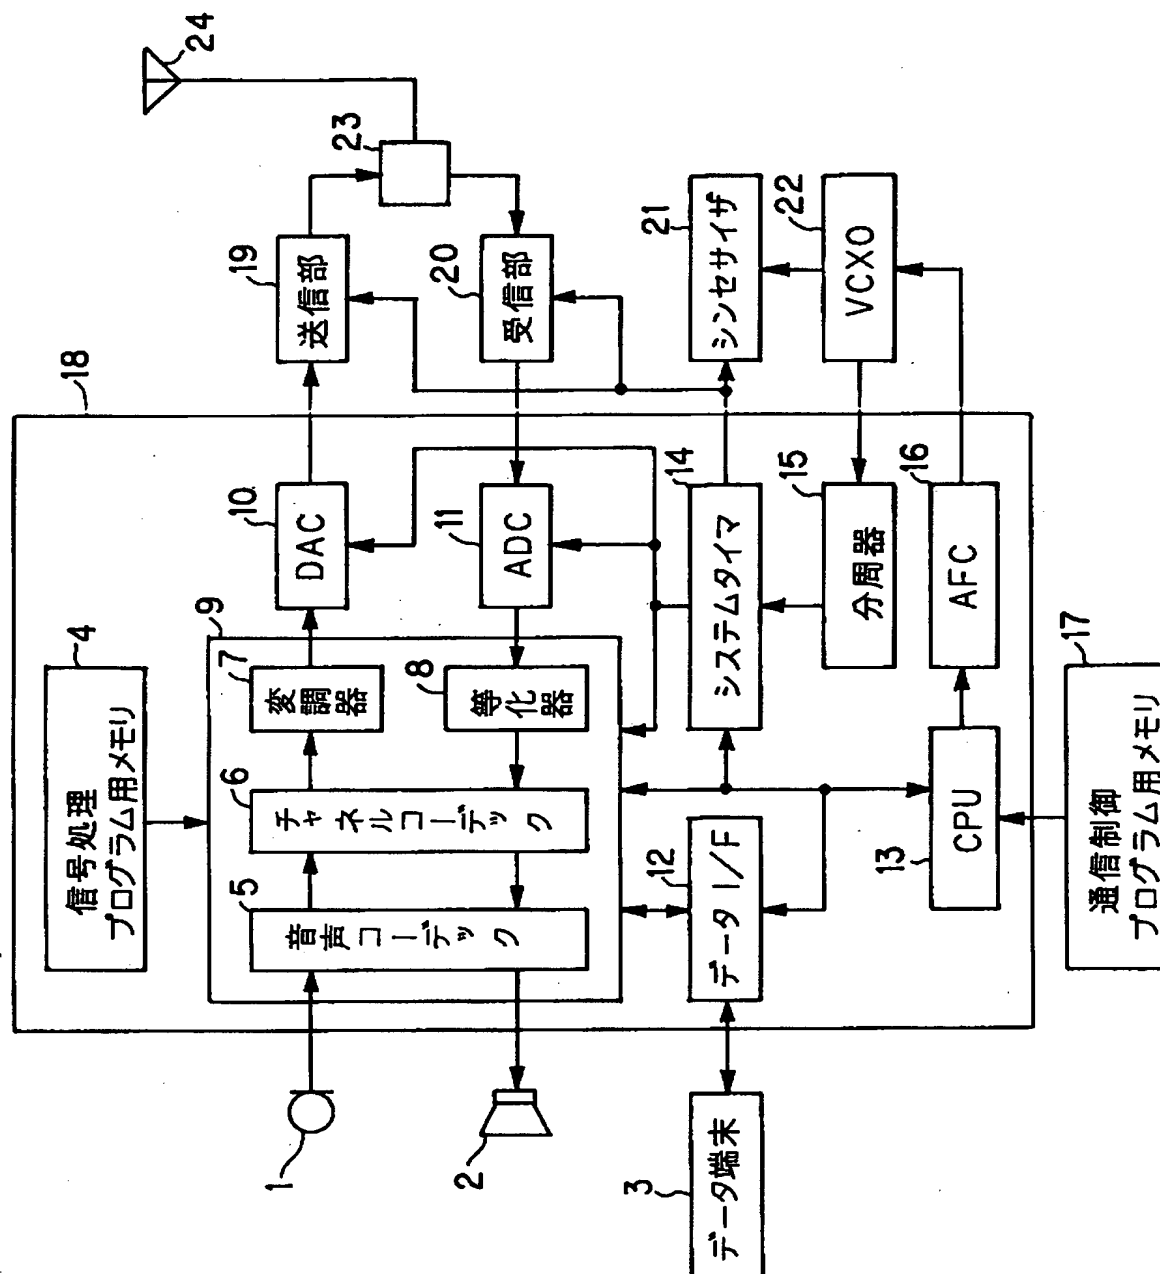 4
信号処理
プログラム用メモリ
18
9
5
音声コーデック
6
チャネルコーデック
7
変調器
8
等化器
10
DAC
11
ADC
19
送信部
20
受信部
23
24
1
2
3
データ端末
12
データI/F
14
システムタイマ
21
シンセサイザ
15
分周器
22
VCXO
13
CPU
16
AFC
17
通信制御
プログラム用メモリ